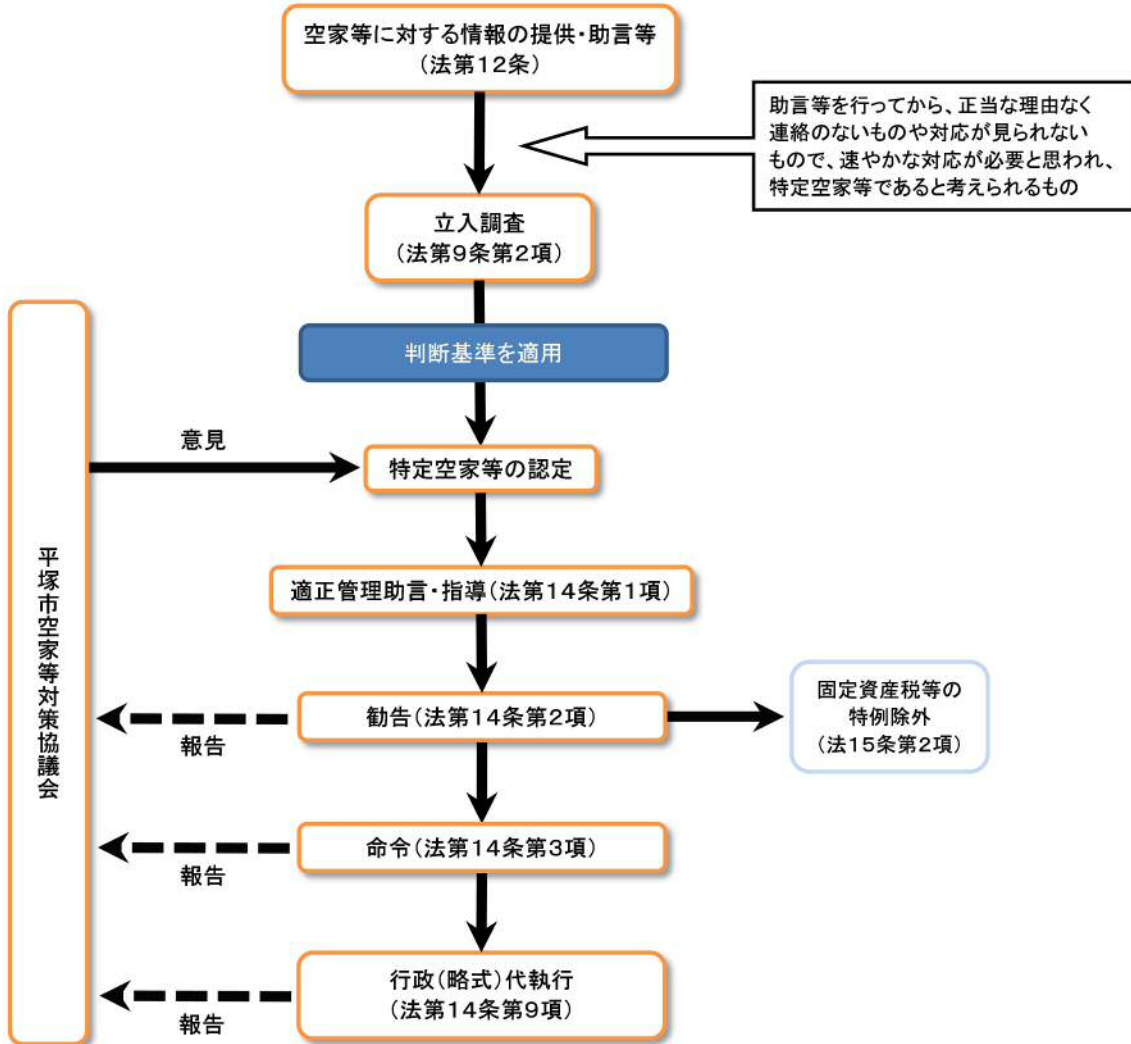 空家等に対する情報の提供・助言等
(法第12条)
助言等を行ってから、正当な理由なく
連絡のないものや対応が見られない
もので、速やかな対応が必要と思われ、
特定空家等であると考えられるもの
立入調査
(法第9条第2項)
判断基準を適用
意見
特定空家等の認定
平塚市空家等対策協議会
適正管理助言・指導(法第14条第1項)
勧告(法第14条第2項)
報告
固定資産税等の
特例除外
(法15条第2項)
命令(法第14条第3項)
報告
行政(略式)代執行
(法第14条第9項)
報告